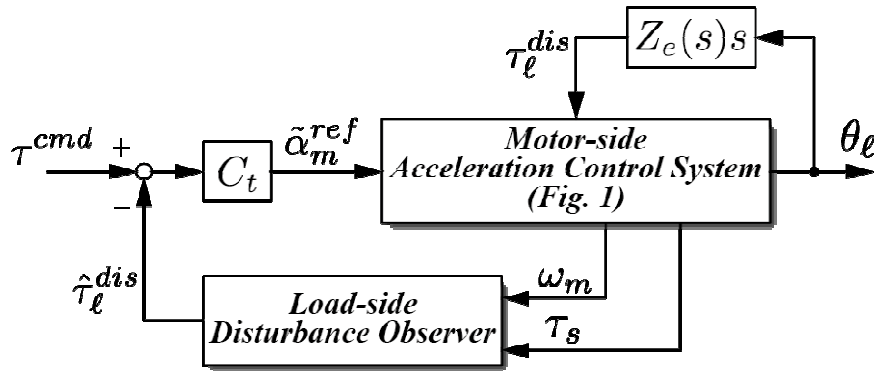 τ_ℓ^{dis}
Z_e(s)s
τ^{cmd}
+
−
C_t
α̃_m^{ref}
Motor-side
Acceleration Control System
(Fig. 1)
θ_ℓ
τ̂_ℓ^{dis}
Load-side
Disturbance Observer
ω_m
τ_s